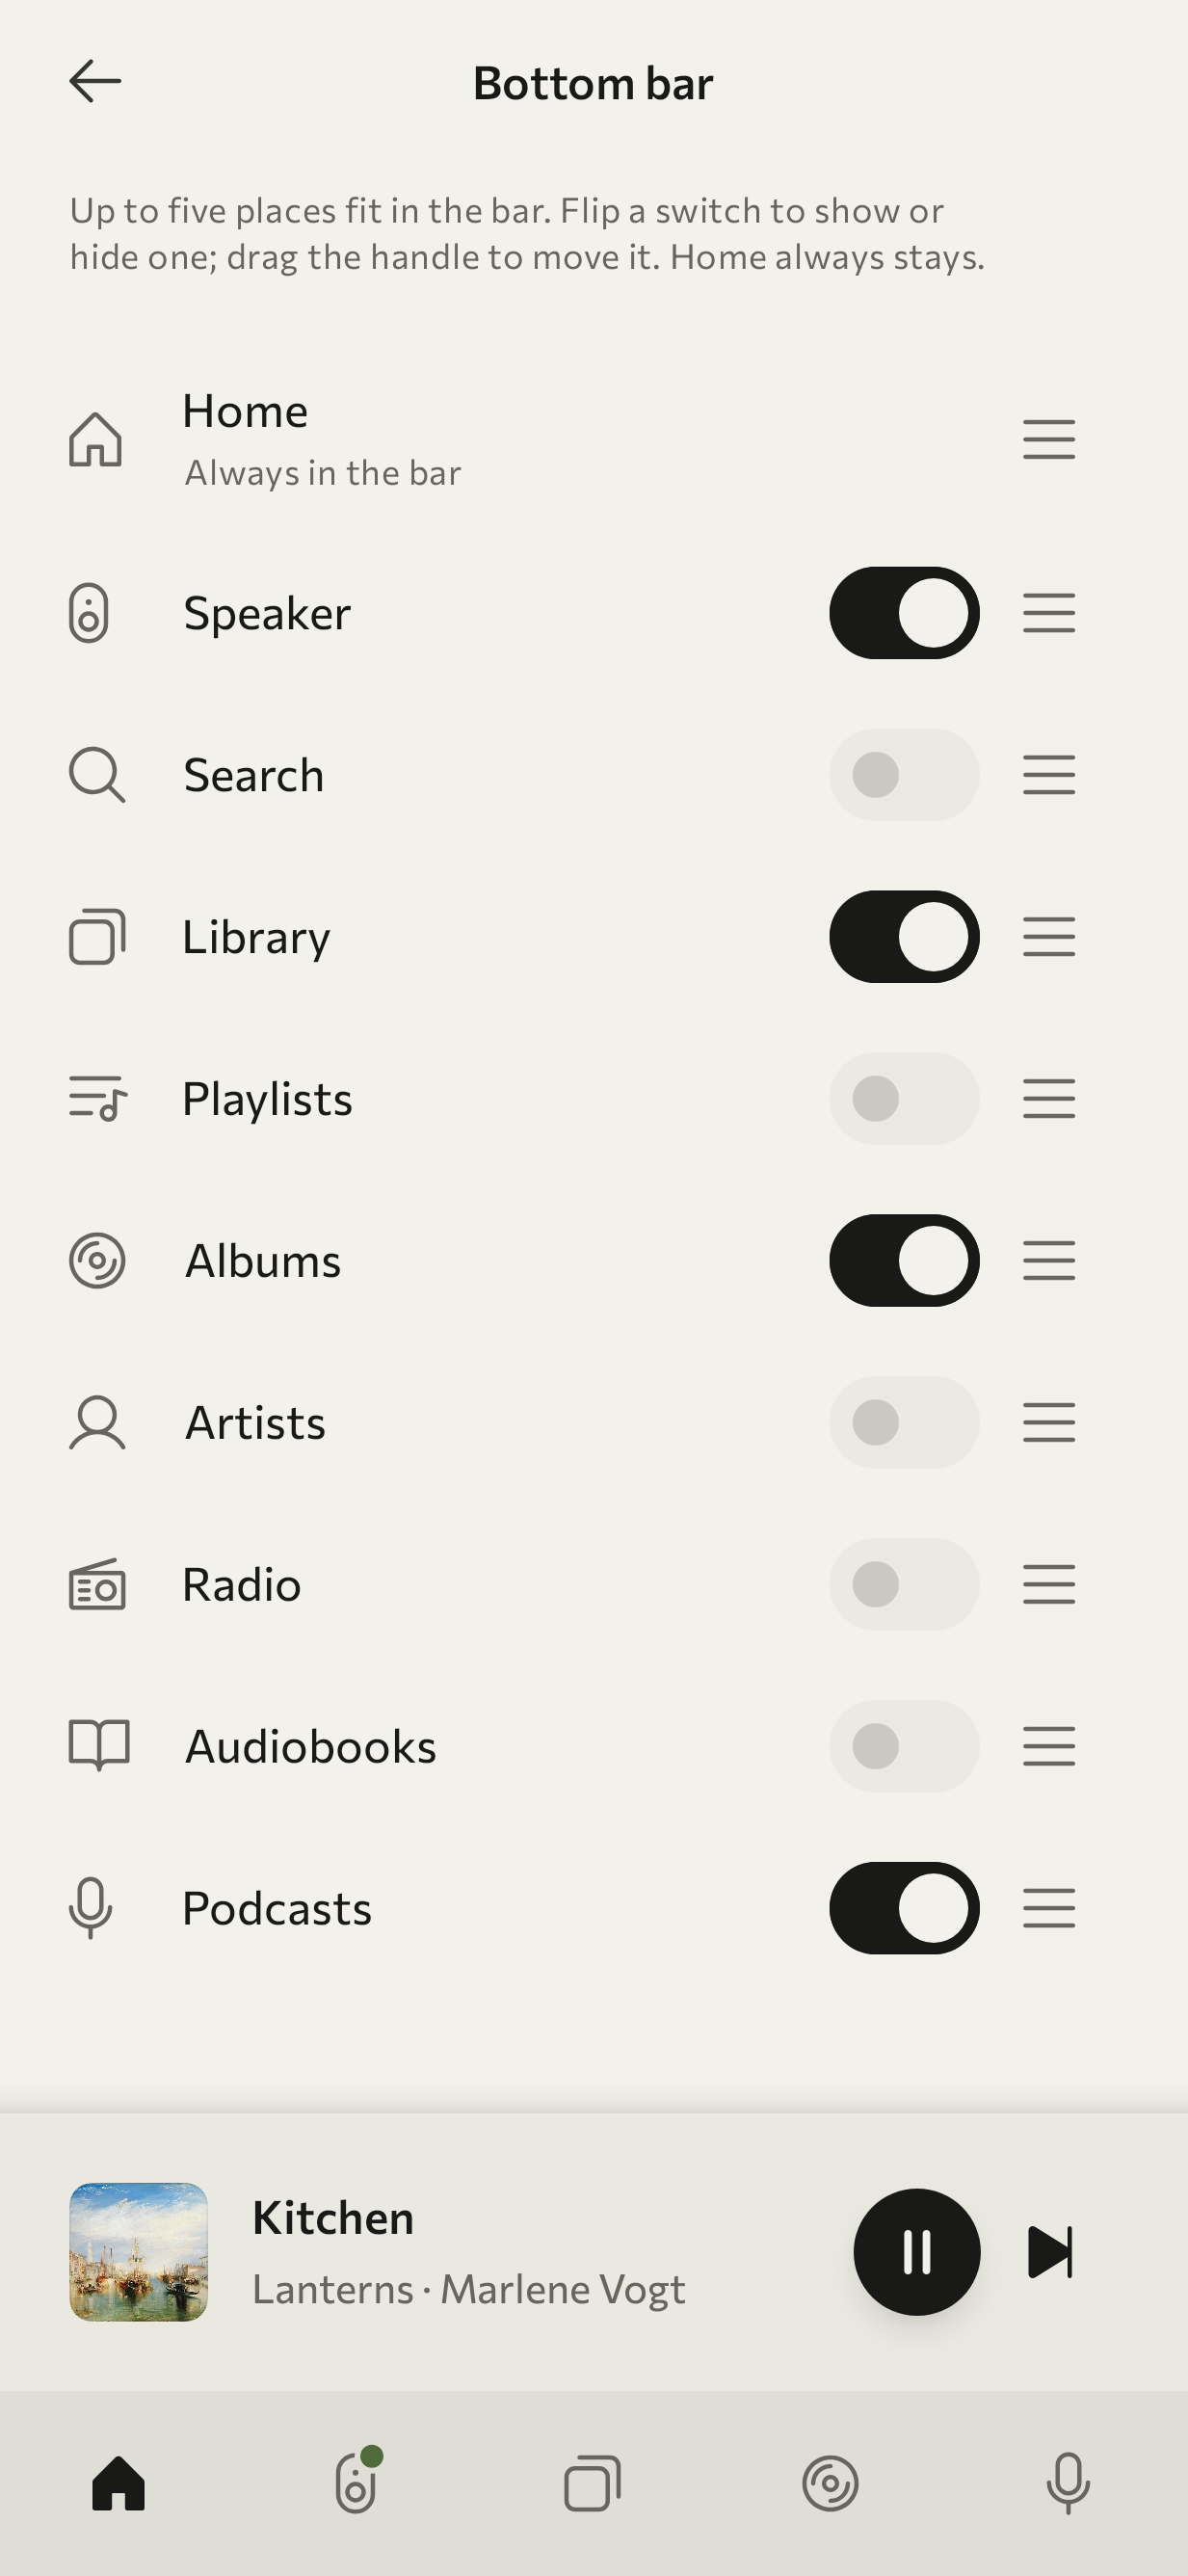 Bottom bar
Up to five places fit in the bar. Flip a switch to show or
hide one; drag the handle to move it. Home always stays.
Home
Always in the bar
Speaker
Search
Library
Playlists
Albums
Artists
Radio
Audiobooks
Podcasts
Kitchen
Lanterns · Marlene Vogt